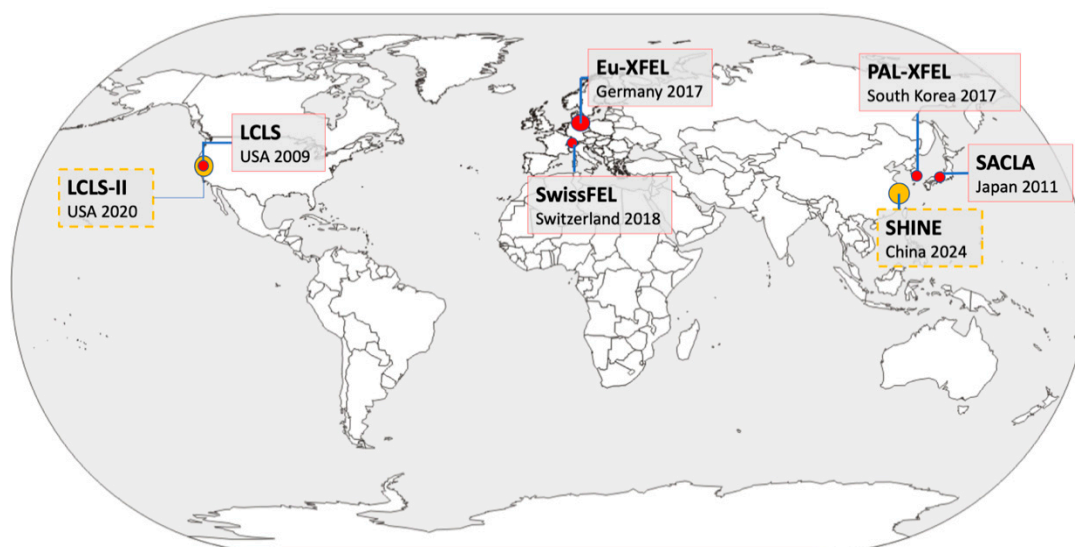 Eu-XFEL
Germany 2017
PAL-XFEL
South Korea 2017
LCLS
USA 2009
SACLA
Japan 2011
LCLS-II
USA 2020
SwissFEL
Switzerland 2018
SHINE
China 2024